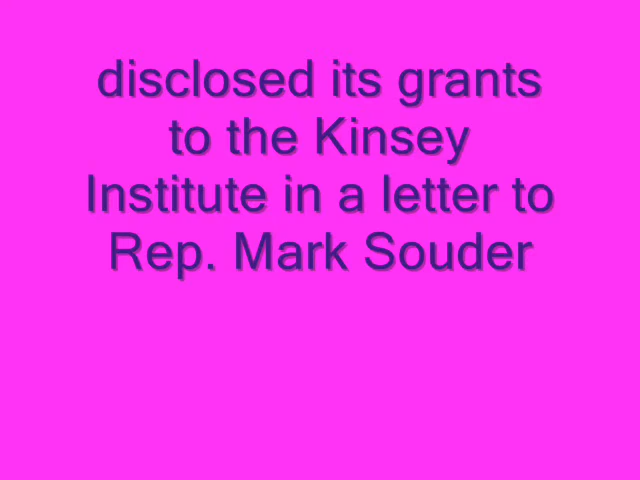 disclosed its grants
to the Kinsey
Institute in a letter to
Rep. Mark Souder